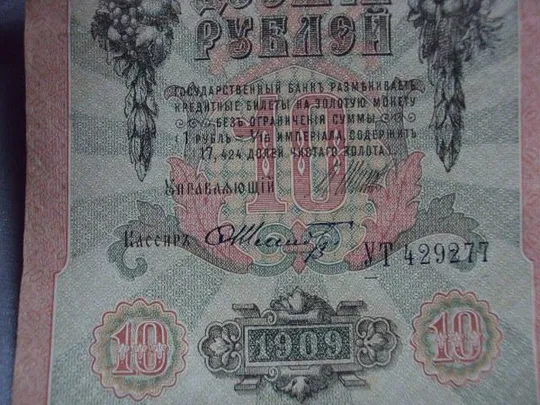 РУБЛЕЙ
ГОСУДАРСТВЕННЫЙ БАНКЪ РАЗМѢНИВАЕТЪ
КРЕДИТНЫЕ БИЛЕТЫ НА ЗОЛОТУЮ МОНЕТУ
БЕЗЪ ОГРАНИЧЕНІЯ СУММЫ
(1 РУБЛЬ = 1/15 ИМПЕРІАЛА, СОДЕРЖИТЪ
17,424 ДОЛЕЙ ЧИСТАГО ЗОЛОТА).
10
УПРАВЛЯЮЩІЙ
КАССИРЪ
УТ 429277
10
1909
10